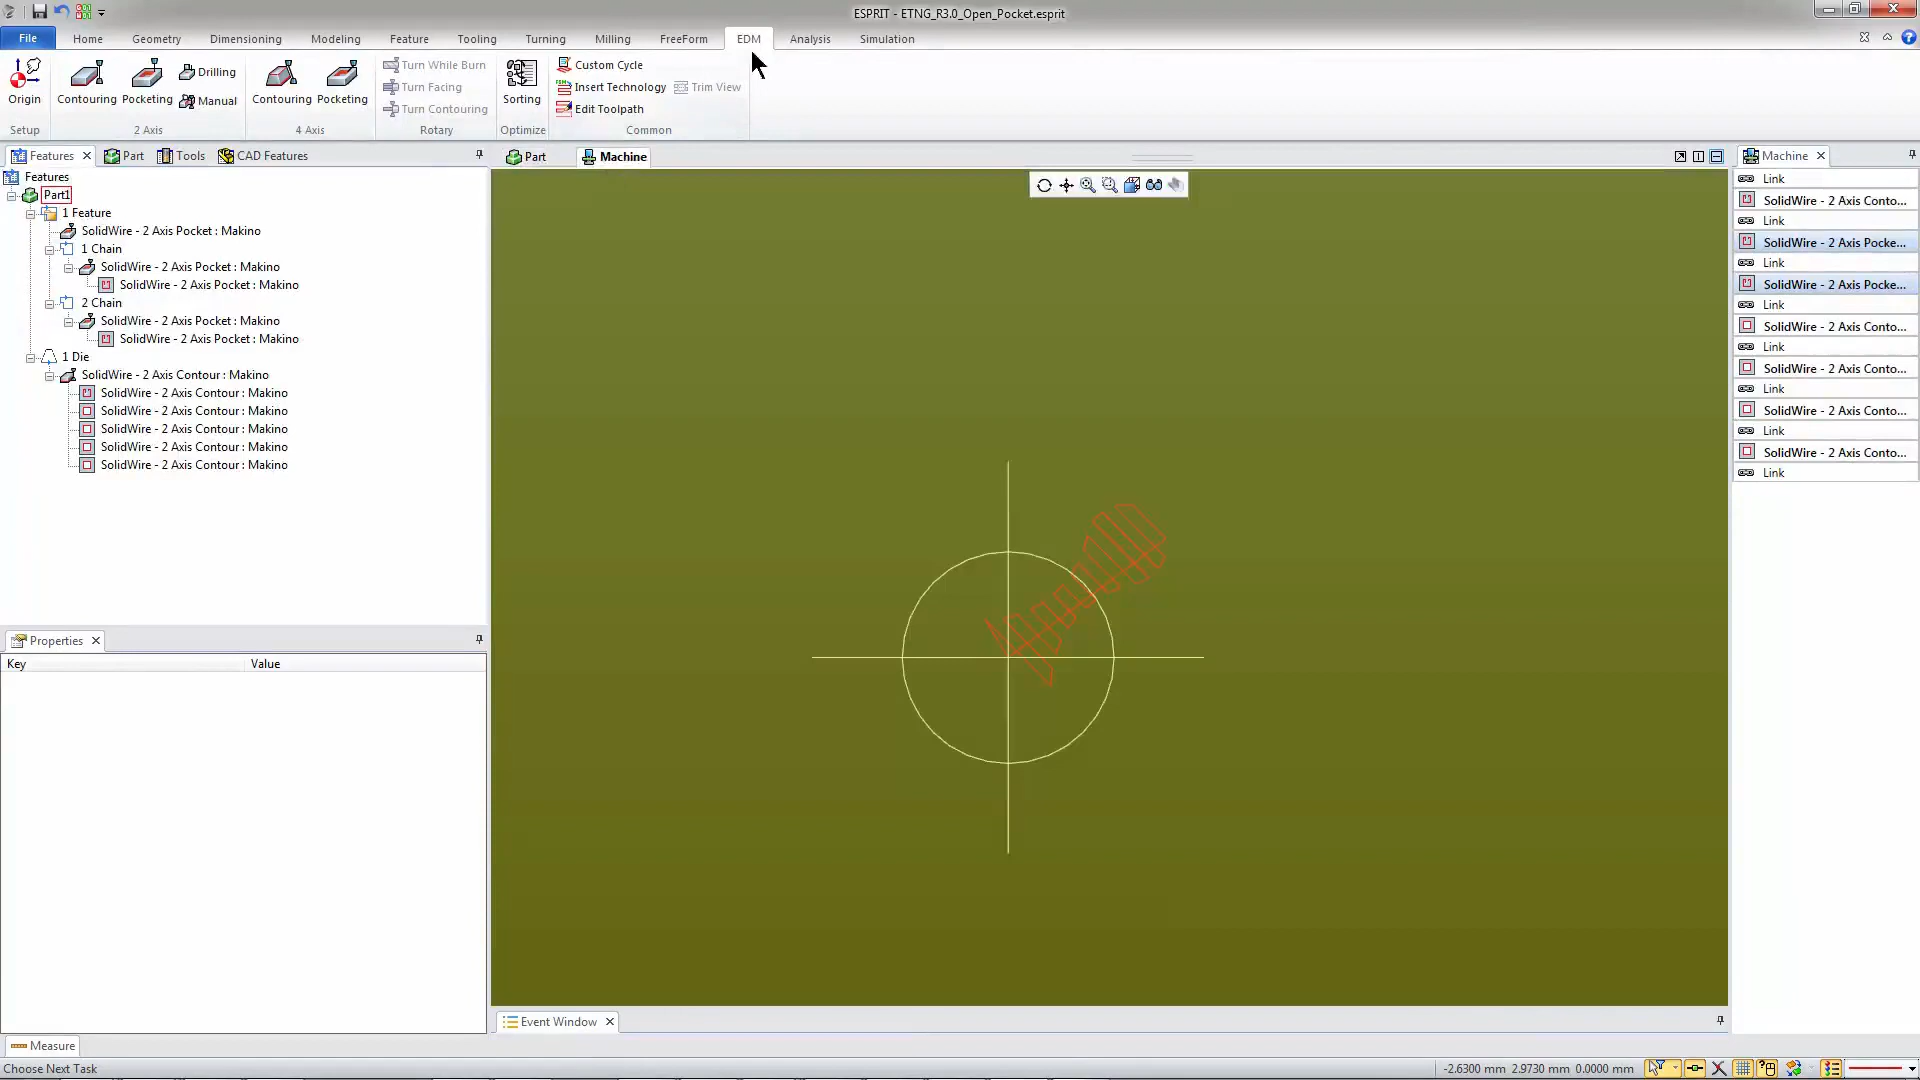 ESPRIT - ETNG_R3.0_Open_Pocket.esprit
File Home Geometry Dimensioning Modeling Feature Tooling Turning Milling FreeForm EDM Analysis Simulation
Origin
Setup
Contouring
Pocketing
Drilling
Manual
2 Axis
Contouring
Pocketing
4 Axis
Turn While Burn
Turn Facing
Turn Contouring
Rotary
Sorting
Optimize
Custom Cycle
Insert Technology
Trim View
Edit Toolpath
Common
Features Part Tools CAD Features
Features
Part1
1 Feature
SolidWire - 2 Axis Pocket : Makino
1 Chain
SolidWire - 2 Axis Pocket : Makino
SolidWire - 2 Axis Pocket : Makino
2 Chain
SolidWire - 2 Axis Pocket : Makino
SolidWire - 2 Axis Pocket : Makino
1 Die
SolidWire - 2 Axis Contour : Makino
SolidWire - 2 Axis Contour : Makino
SolidWire - 2 Axis Contour : Makino
SolidWire - 2 Axis Contour : Makino
SolidWire - 2 Axis Contour : Makino
SolidWire - 2 Axis Contour : Makino
Properties
Key Value
Part Machine
Machine
Link
SolidWire - 2 Axis Conto...
Link
SolidWire - 2 Axis Pocke...
Link
SolidWire - 2 Axis Pocke...
Link
SolidWire - 2 Axis Conto...
Link
SolidWire - 2 Axis Conto...
Link
SolidWire - 2 Axis Conto...
Link
SolidWire - 2 Axis Conto...
Link
Event Window
Measure
Choose Next Task
-2.6300 mm 2.9730 mm 0.0000 mm